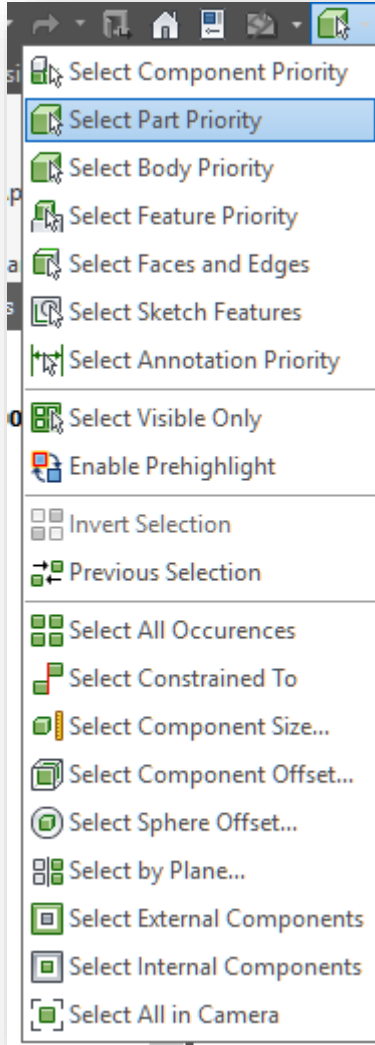 Select Component Priority
Select Part Priority
Select Body Priority
Select Feature Priority
Select Faces and Edges
Select Sketch Features
Select Annotation Priority
Select Visible Only
Enable Prehighlight
Invert Selection
Previous Selection
Select All Occurences
Select Constrained To
Select Component Size...
Select Component Offset...
Select Sphere Offset...
Select by Plane...
Select External Components
Select Internal Components
Select All in Camera